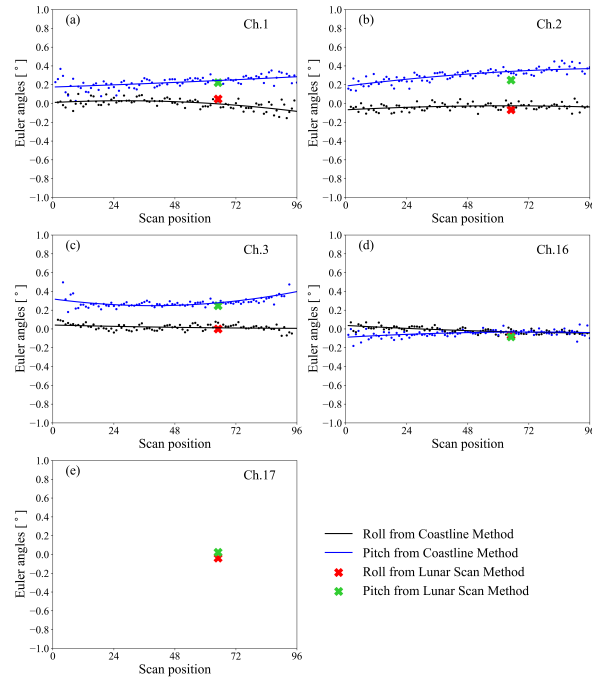 (a)
Ch.1
Euler angles [ ° ]
1.0
0.8
0.6
0.4
0.2
0.0
−0.2
−0.4
−0.6
−0.8
−1.0
0 24 48 72 96
Scan position
(b)
Ch.2
Euler angles [ ° ]
1.0
0.8
0.6
0.4
0.2
0.0
−0.2
−0.4
−0.6
−0.8
−1.0
0 24 48 72 96
Scan position
(c)
Ch.3
Euler angles [ ° ]
1.0
0.8
0.6
0.4
0.2
0.0
−0.2
−0.4
−0.6
−0.8
−1.0
0 24 48 72 96
Scan position
(d)
Ch.16
Euler angles [ ° ]
1.0
0.8
0.6
0.4
0.2
0.0
−0.2
−0.4
−0.6
−0.8
−1.0
0 24 48 72 96
Scan position
(e)
Ch.17
Euler angles [ ° ]
1.0
0.8
0.6
0.4
0.2
0.0
−0.2
−0.4
−0.6
−0.8
−1.0
0 24 48 72 96
Scan position
Roll from Coastline Method
Pitch from Coastline Method
Roll from Lunar Scan Method
Pitch from Lunar Scan Method